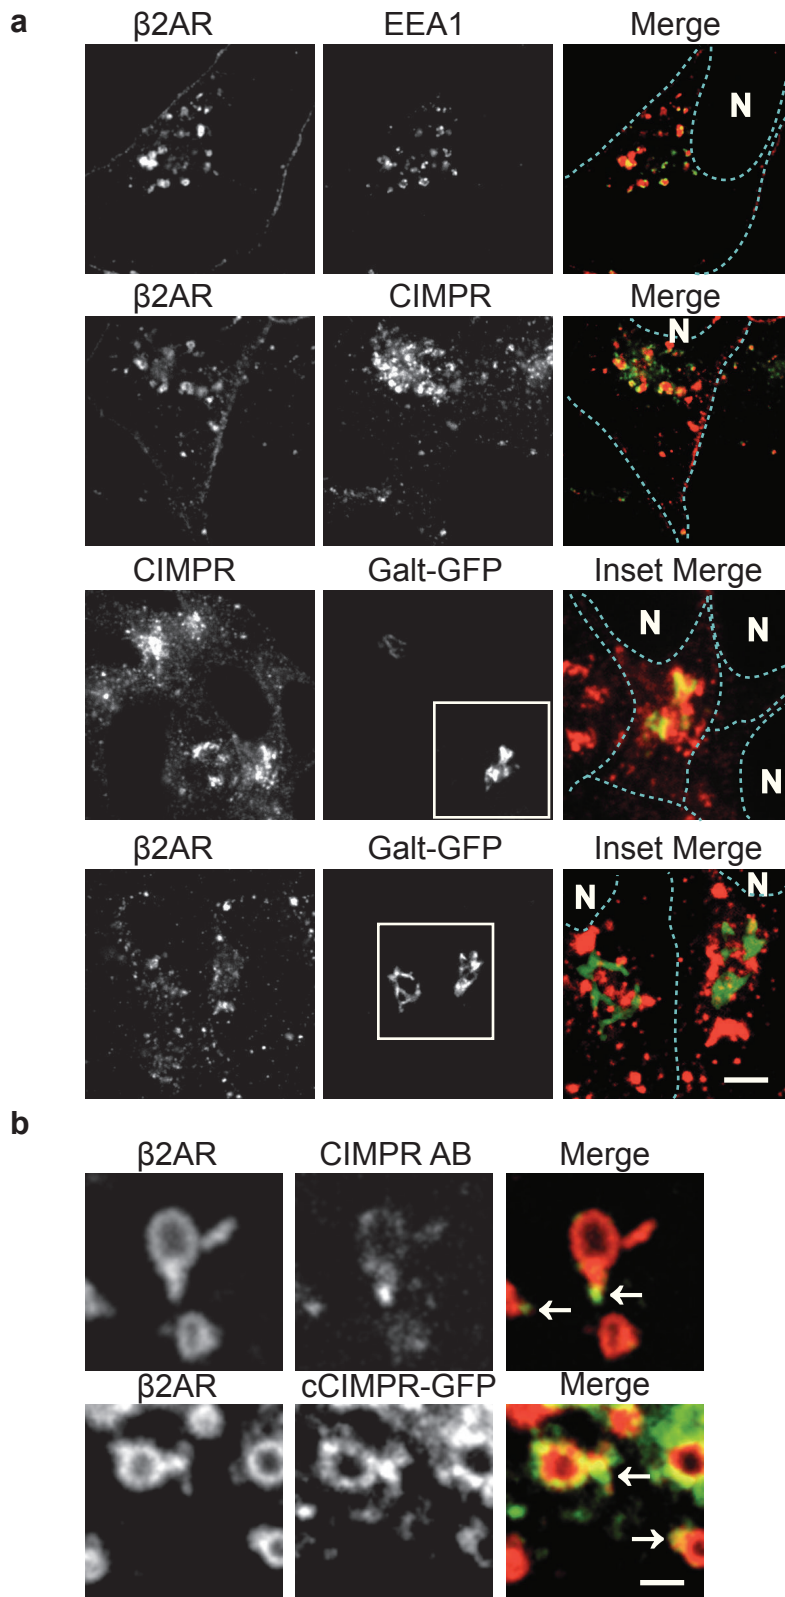 a
β2AR EEA1 Merge
N
β2AR CIMPR Merge
N
CIMPR Galt-GFP Inset Merge
N N
N
β2AR Galt-GFP Inset Merge
N N
b
β2AR CIMPR AB Merge
β2AR cCIMPR-GFP Merge